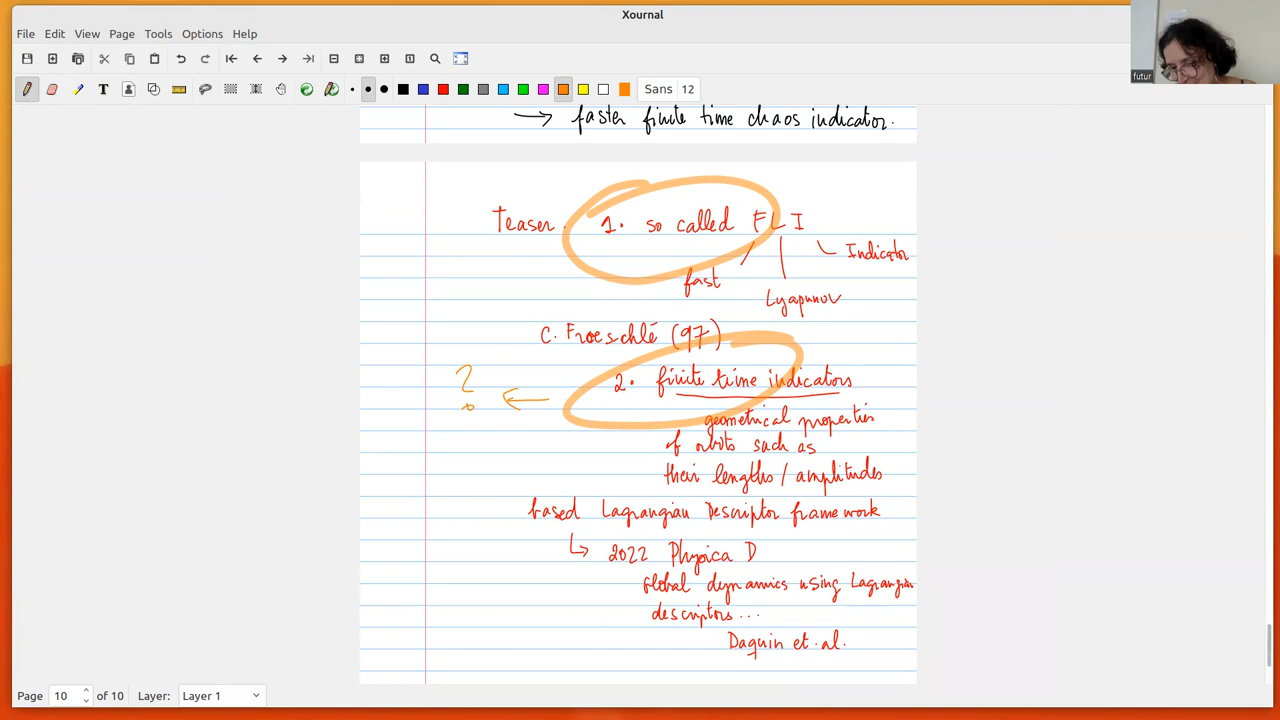 Xournal
File Edit View Page Tools Options Help
Sans 12
futur
→ faster finite time chaos indicator.
Teaser. 1. so called FLI
Indicator
fast
Lyapunov
C. Froeschlé (97)
2. finite time indicators
?
geometrical properties
of orbits such as
their lengths / amplitudes
based Lagrangian Descriptor framework
2022 Physica D
Global dynamics using Lagrangian
descriptors...
Daquin et. al.
Page 10 of 10 Layer: Layer 1